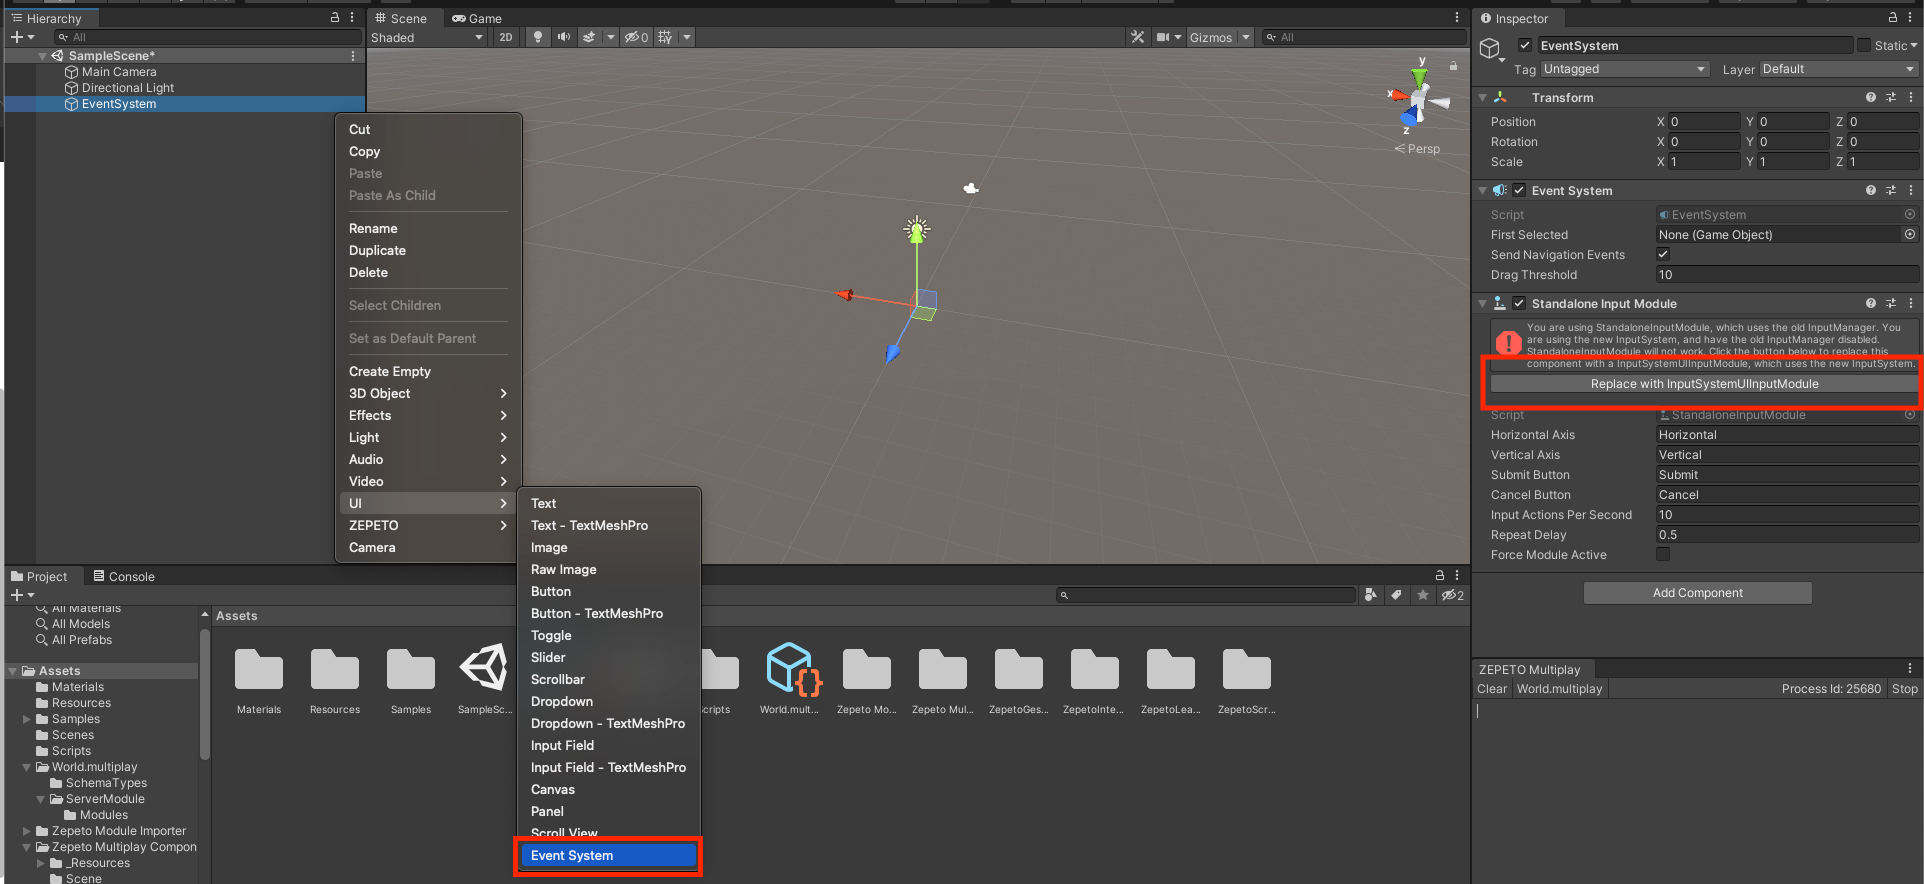 Hierarchy
All
SampleScene*
Main Camera
Directional Light
EventSystem
Scene
Game
Shaded
2D
0
Gizmos
All
y
x
z
Persp
Cut
Copy
Paste
Paste As Child
Rename
Duplicate
Delete
Select Children
Set as Default Parent
Create Empty
3D Object
Effects
Light
Audio
Video
UI
ZEPETO
Camera
Text
Text - TextMeshPro
Image
Raw Image
Button
Button - TextMeshPro
Toggle
Slider
Scrollbar
Dropdown
Dropdown - TextMeshPro
Input Field
Input Field - TextMeshPro
Canvas
Panel
Scroll View
Event System
Inspector
EventSystem
Static
Tag Untagged Layer Default
Transform
Position X 0 Y 0 Z 0
Rotation X 0 Y 0 Z 0
Scale X 1 Y 1 Z 1
Event System
Script EventSystem
First Selected None (Game Object)
Send Navigation Events
Drag Threshold 10
Standalone Input Module
You are using StandaloneInputModule, which uses the old InputManager. You
are using the new InputSystem, and have the old InputManager disabled.
StandaloneInputModule will not work. Click the button below to replace this
component with a InputSystemUIInputModule, which uses the new InputSystem.
Replace with InputSystemUIInputModule
Script StandaloneInputModule
Horizontal Axis Horizontal
Vertical Axis Vertical
Submit Button Submit
Cancel Button Cancel
Input Actions Per Second 10
Repeat Delay 0.5
Force Module Active
Add Component
Project
Console
2
All Materials
All Models
All Prefabs
Assets
Materials
Resources
Samples
Scenes
Scripts
World.multiplay
SchemaTypes
ServerModule
Modules
Zepeto Module Importer
Zepeto Multiplay Compon
_Resources
Scene
Assets
Materials
Resources
Samples
SampleSc...
cripts
World.mult...
Zepeto Mo...
Zepeto Mul...
ZepetoGes...
ZepetoInte...
ZepetoLea...
ZepetoScr...
ZEPETO Multiplay
Clear World.multiplay Process Id: 25680 Stop